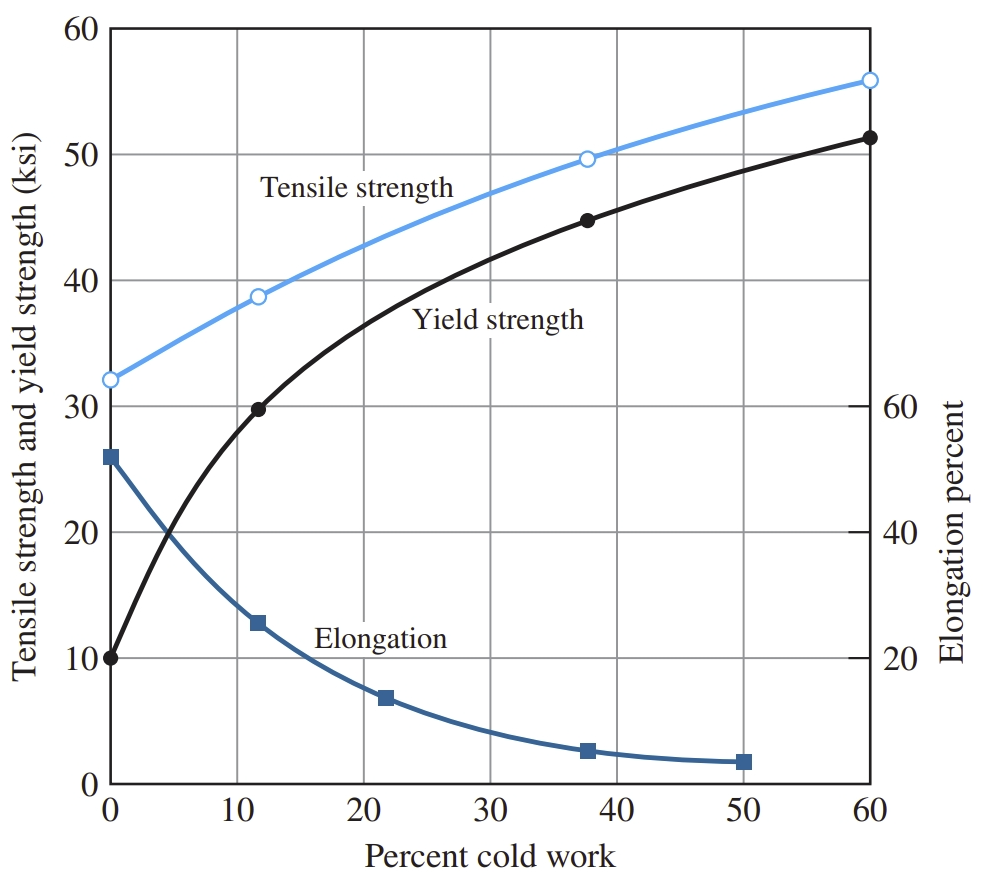 Tensile strength and yield strength (ksi)
60
50
40
30
20
10
0
Tensile strength
Yield strength
Elongation
60
40
20
Elongation percent
0 10 20 30 40 50 60
Percent cold work